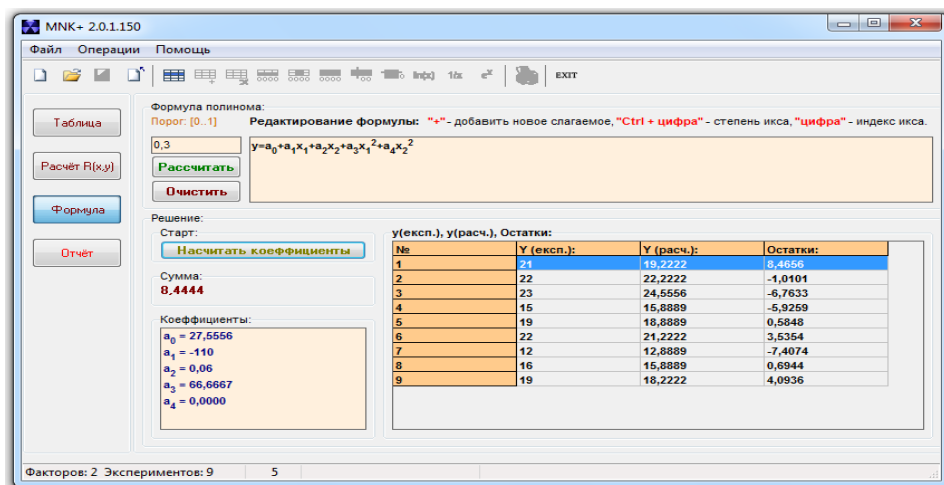 MNK+ 2.0.1.150
Файл Операции Помощь
ln(x) 1/x eˣ EXIT
Таблица
Расчёт R(x,y)
Формула
Отчёт
Формула полинома:
Порог: [0..1] Редактирование формулы: "+"- добавить новое слагаемое, "Ctrl + цифра" - степень икса, "цифра" - индекс икса.
0,3
y=a₀+a₁x₁+a₂x₂+a₃x₁²+a₄x₂²
Рассчитать
Очистить
Решение:
Старт:
Насчитать коэффициенты
Сумма:
8,4444
Коэффициенты:
a₀ = 27,5556
a₁ = -110
a₂ = 0,06
a₃ = 66,6667
a₄ = 0,0000
y(експ.), y(расч.), Остатки:
№ Y (експ.): Y (расч.): Остатки:
1 21 19,2222 8,4656
2 22 22,2222 -1,0101
3 23 24,5556 -6,7633
4 15 15,8889 -5,9259
5 19 18,8889 0,5848
6 22 21,2222 3,5354
7 12 12,8889 -7,4074
8 16 15,8889 0,6944
9 19 18,2222 4,0936
Факторов: 2 Экспериментов: 9 5